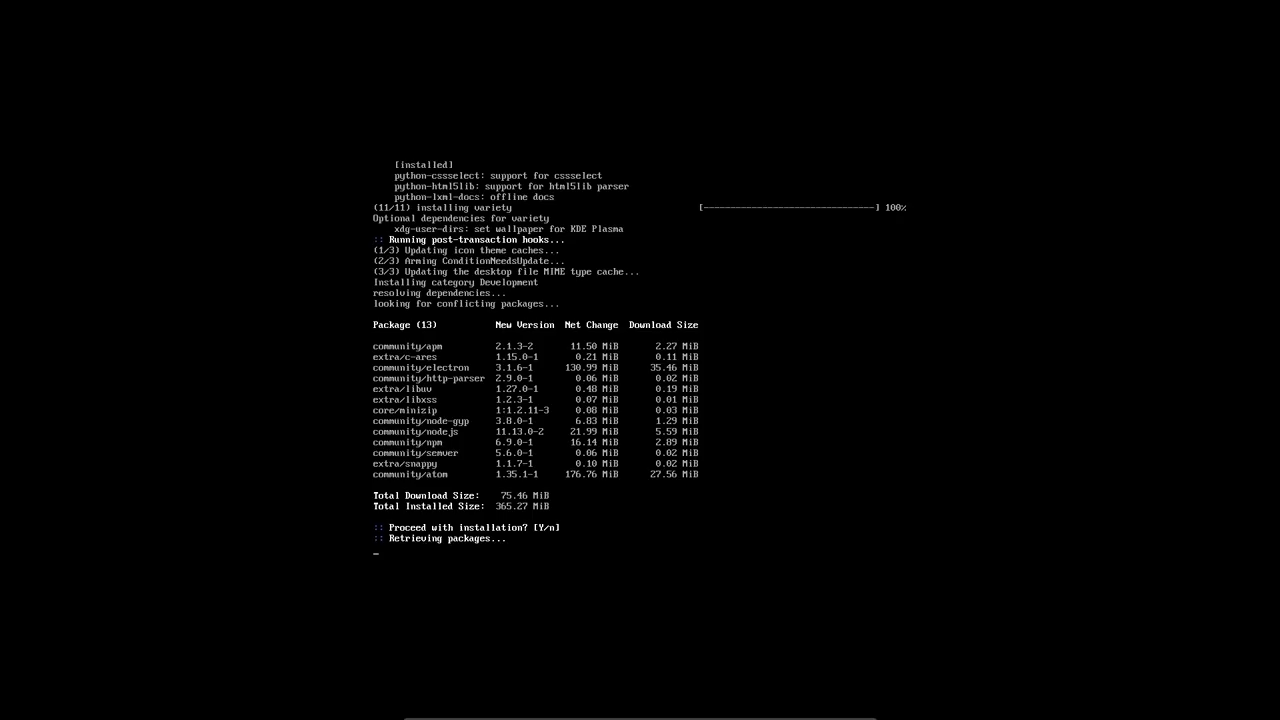 [installed]
python-cssselect: support for cssselect
python-html5lib: support for html5lib parser
python-lxml-docs: offline docs
(11/11) installing variety [--------------------------------] 100%
Optional dependencies for variety
xdg-user-dirs: set wallpaper for KDE Plasma
:: Running post-transaction hooks...
(1/3) Updating icon theme caches...
(2/3) Arming ConditionNeedsUpdate...
(3/3) Updating the desktop file MIME type cache...
Installing category Development
resolving dependencies...
looking for conflicting packages...
Package (13) New Version Net Change Download Size
community/apm 2.1.3-2 11.50 MiB 2.27 MiB
extra/c-ares 1.15.0-1 0.21 MiB 0.11 MiB
community/electron 3.1.6-1 130.99 MiB 35.46 MiB
community/http-parser 2.9.0-1 0.06 MiB 0.02 MiB
extra/libuv 1.27.0-1 0.48 MiB 0.19 MiB
extra/libxss 1.2.3-1 0.07 MiB 0.01 MiB
core/minizip 1:1.2.11-3 0.08 MiB 0.03 MiB
community/node-gyp 3.8.0-1 6.83 MiB 1.29 MiB
community/nodejs 11.13.0-2 21.99 MiB 5.59 MiB
community/npm 6.9.0-1 16.14 MiB 2.89 MiB
community/semver 5.6.0-1 0.06 MiB 0.02 MiB
extra/snappy 1.1.7-1 0.10 MiB 0.02 MiB
community/atom 1.35.1-1 176.76 MiB 27.56 MiB
Total Download Size: 75.46 MiB
Total Installed Size: 365.27 MiB
:: Proceed with installation? [Y/n]
:: Retrieving packages...
_